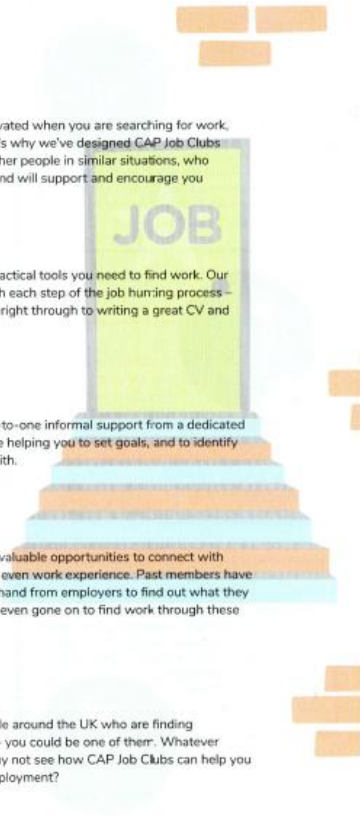 vated when you are searching for work,
's why we've designed CAP Job Clubs
her people in similar situations, who
nd will support and encourage you
JOB
actical tools you need to find work. Our
h each step of the job hunting process –
right through to writing a great CV and
-to-one informal support from a dedicated
e helping you to set goals, and to identify
ith.
valuable opportunities to connect with
even work experience. Past members have
hand from employers to find out what they
even gone on to find work through these
le around the UK who are finding
you could be one of them. Whatever
y not see how CAP Job Clubs can help you
ployment?